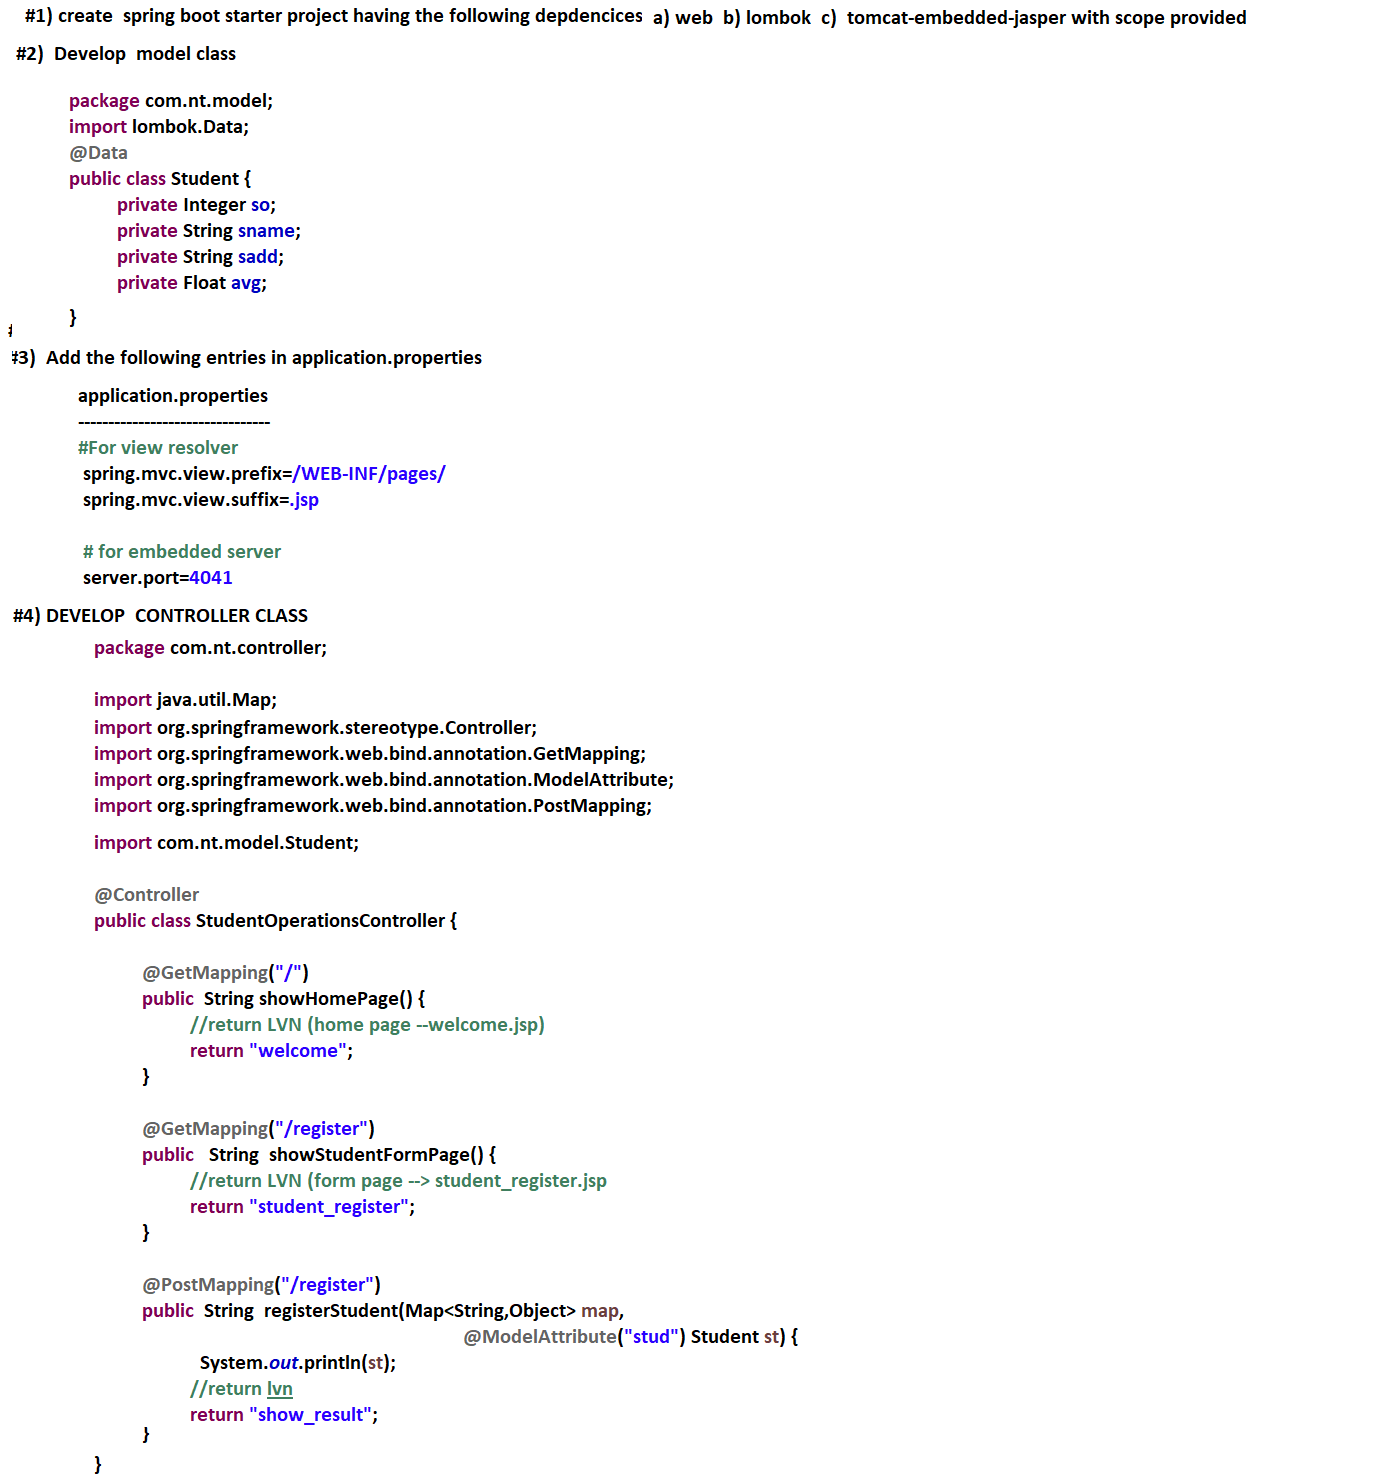 #1) create spring boot starter project having the following depdencices a) web b) lombok c) tomcat-embedded-jasper with scope provided
#2) Develop model class
package com.nt.model;
import lombok.Data;
@Data
public class Student {
private Integer so;
private String sname;
private String sadd;
private Float avg;
}
#
#3) Add the following entries in application.properties
application.properties
--------------------------------
#For view resolver
spring.mvc.view.prefix=/WEB-INF/pages/
spring.mvc.view.suffix=.jsp
# for embedded server
server.port=4041
#4) DEVELOP CONTROLLER CLASS
package com.nt.controller;
import java.util.Map;
import org.springframework.stereotype.Controller;
import org.springframework.web.bind.annotation.GetMapping;
import org.springframework.web.bind.annotation.ModelAttribute;
import org.springframework.web.bind.annotation.PostMapping;
import com.nt.model.Student;
@Controller
public class StudentOperationsController {
@GetMapping("/")
public String showHomePage() {
//return LVN (home page --welcome.jsp)
return "welcome";
}
@GetMapping("/register")
public String showStudentFormPage() {
//return LVN (form page --> student_register.jsp
return "student_register";
}
@PostMapping("/register")
public String registerStudent(Map<String,Object> map,
@ModelAttribute("stud") Student st) {
System.out.println(st);
//return lvn
return "show_result";
}
}